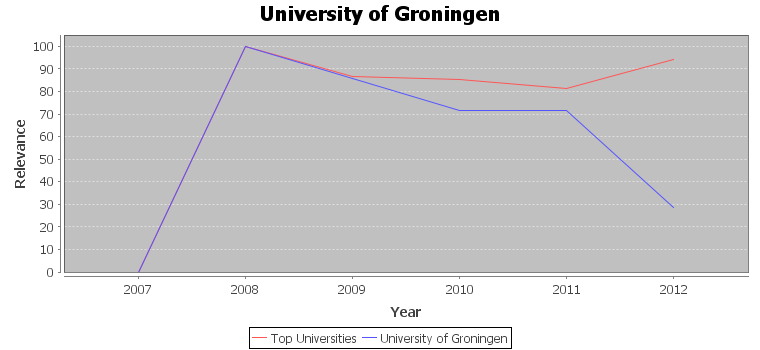 University of Groningen
100
90
80
70
60
50
40
30
20
10
0
Relevance
2007 2008 2009 2010 2011 2012
Year
Top Universities University of Groningen